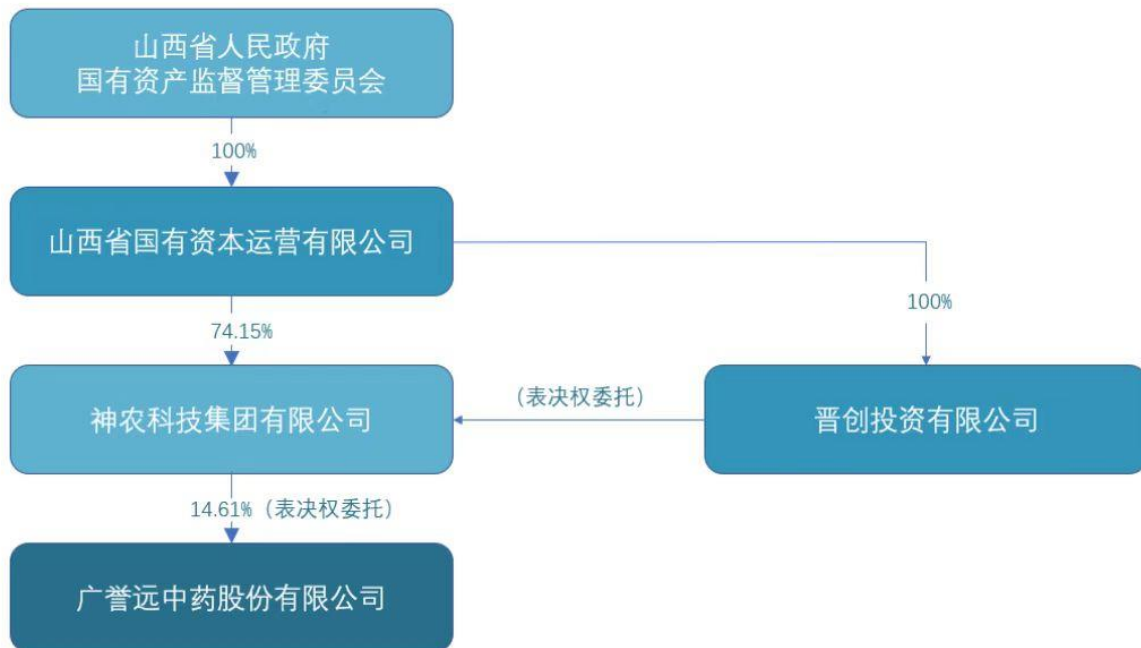 山西省人民政府
国有资产监督管理委员会
100%
山西省国有资本运营有限公司
100%
74.15%
神农科技集团有限公司
（表决权委托）
晋创投资有限公司
14.61%（表决权委托）
广誉远中药股份有限公司